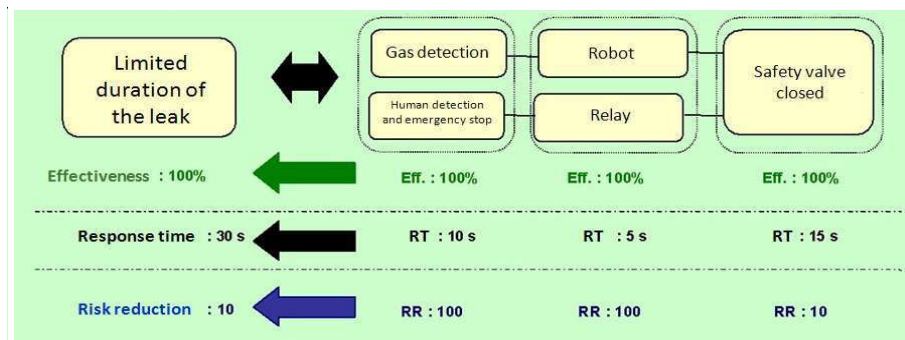 Limited
duration of
the leak
Gas detection
Human detection
and emergency stop
Robot
Relay
Safety valve
closed
Effectiveness : 100%
Eff. : 100%
Eff. : 100%
Eff. : 100%
Response time : 30 s
RT : 10 s
RT : 5 s
RT : 15 s
Risk reduction : 10
RR : 100
RR : 100
RR : 10